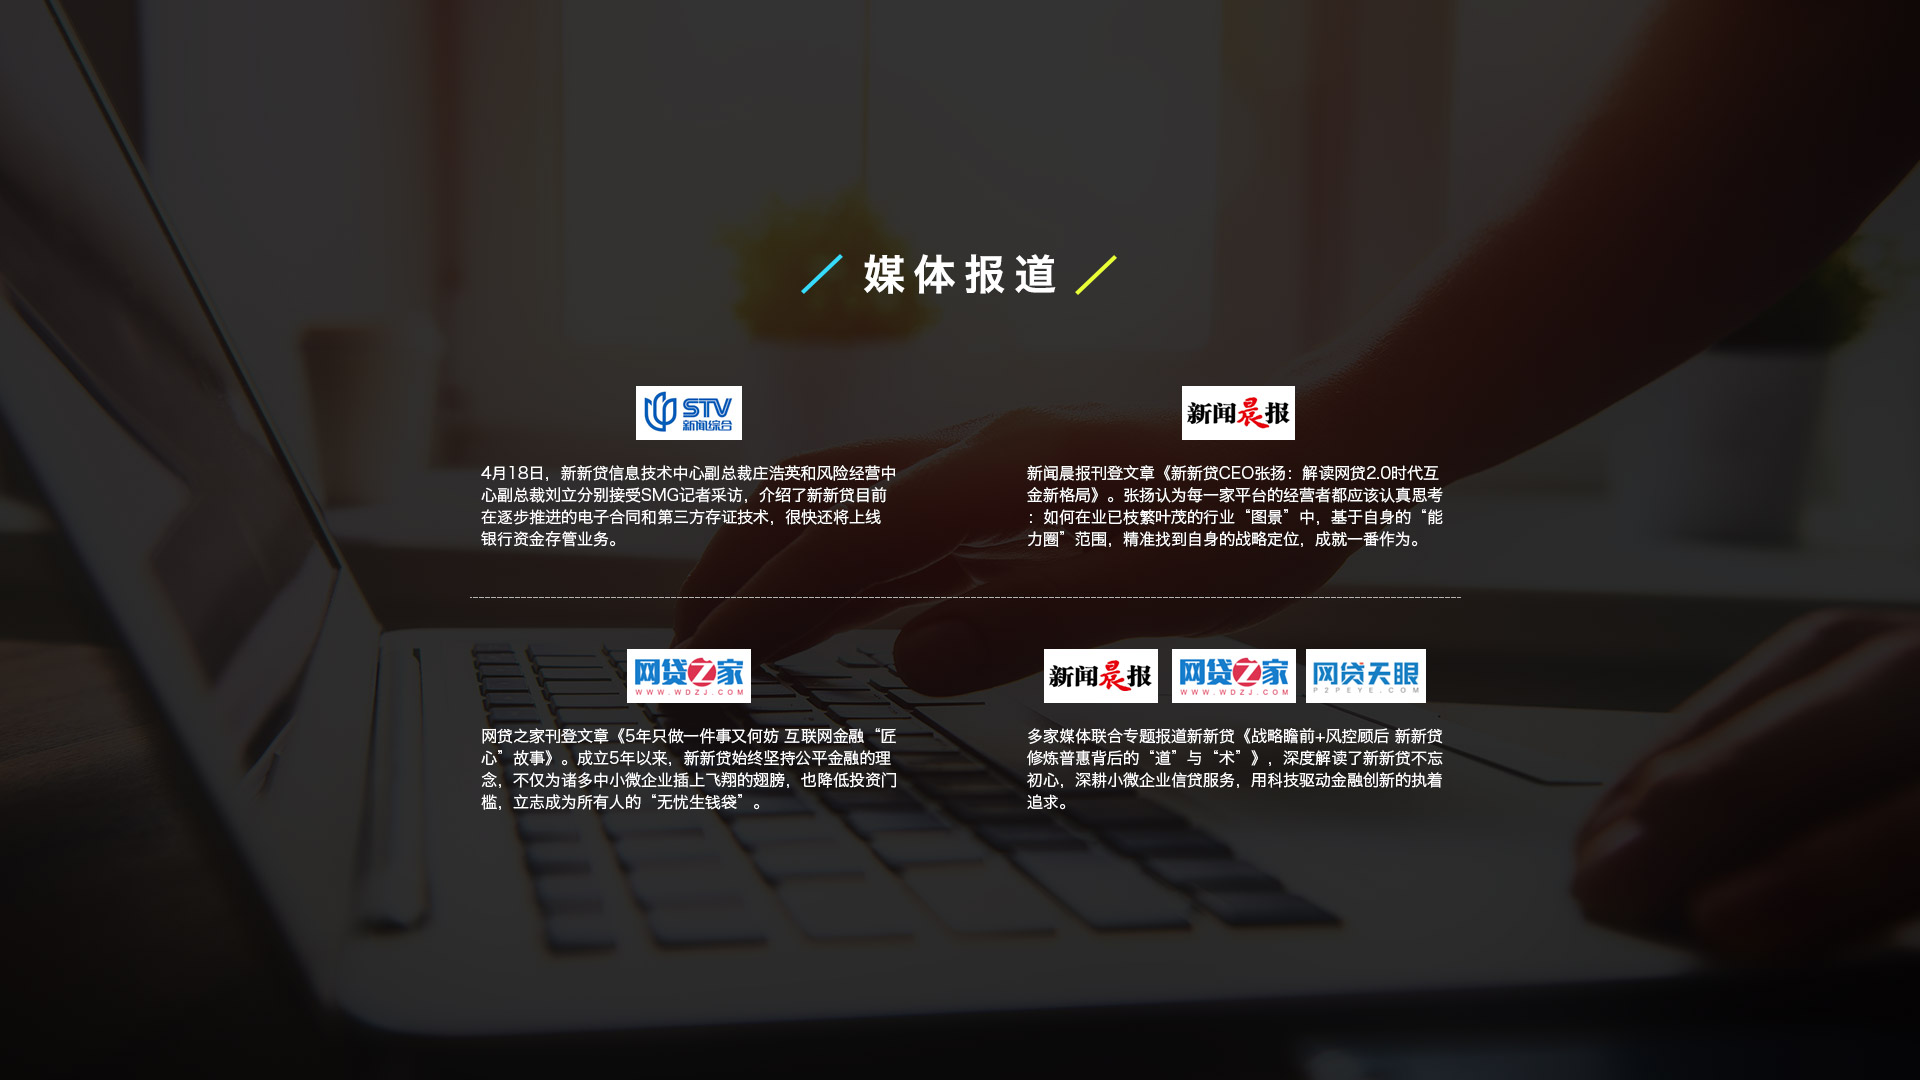 媒体报道
STV
新闻综合
4月18日，新新贷信息技术中心副总裁庄浩英和风险经营中
心副总裁刘立分别接受SMG记者采访，介绍了新新贷目前
在逐步推进的电子合同和第三方存证技术，很快还将上线
银行资金存管业务。
新闻晨报
新闻晨报刊登文章《新新贷CEO张扬：解读网贷2.0时代互
金新格局》。张扬认为每一家平台的经营者都应该认真思考
：如何在业已枝繁叶茂的行业“图景”中，基于自身的“能
力圈”范围，精准找到自身的战略定位，成就一番作为。
网贷之家
WWW.WDZJ.COM
网贷之家刊登文章《5年只做一件事又何妨 互联网金融“匠
心”故事》。成立5年以来，新新贷始终坚持公平金融的理
念，不仅为诸多中小微企业插上飞翔的翅膀，也降低投资门
槛，立志成为所有人的“无忧生钱袋”。
新闻晨报
网贷之家
WWW.WDZJ.COM
网贷天眼
P2PEYE.COM
多家媒体联合专题报道新新贷《战略瞻前+风控顾后 新新贷
修炼普惠背后的“道”与“术”》，深度解读了新新贷不忘
初心，深耕小微企业信贷服务，用科技驱动金融创新的执着
追求。